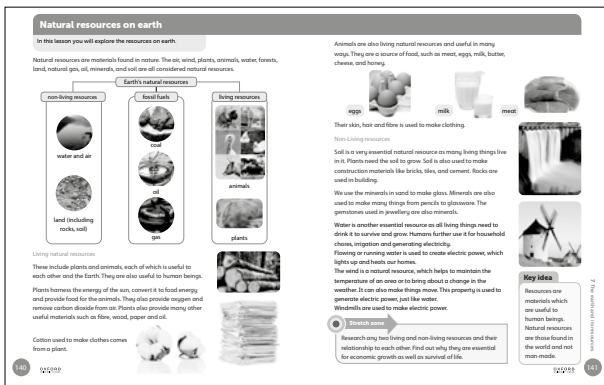 Natural resources on earth
In this lesson you will explore the resources on earth.
Natural resources are materials found in nature. The air, wind, plants, animals, water, forests,
land, natural gas, oil, minerals, and soil are all considered natural resources.
Earth's natural resources
non-living resources
fossil fuels
living resources
water and air
coal
oil
gas
land (including
rocks, soil)
animals
plants
Living natural resources
These include plants and animals, each of which is useful to
each other and the Earth. They are also useful to human beings.
Plants harness the energy of the sun, convert it to food energy
and provide food for the animals. They also provide oxygen and
remove carbon dioxide from air. Plants also provide many other
useful materials such as fibre, wood, paper and oil.
Cotton used to make clothes comes
from a plant.
140
OXFORD
Animals are also living natural resources and useful in many
ways. They are a source of food, such as meat, eggs, milk, butter,
cheese, and honey.
eggs
milk
meat
Their skin, hair and fibre is used to make clothing.
Non-Living resources
Soil is a very essential natural resource as many living things live
in it. Plants need the soil to grow. Soil is also used to make
construction materials like bricks, tiles, and cement. Rocks are
used in building.
We use the minerals in sand to make glass. Minerals are also
used to make many things from pencils to glassware. The
gemstones used in jewellery are also minerals.
Water is another essential resource as all living things need to
drink it to survive and grow. Humans further use it for household
chores, irrigation and generating electricity.
Flowing or running water is used to create electric power, which
lights up and heats our homes.
The wind is a natural resource, which helps to maintain the
temperature of an area or to bring about a change in the
weather. It can also make things move. This property is used to
generate electric power, just like water.
Windmills are used to make electric power.
Stretch zone
Research any two living and non-living resources and their
relationship to each other. Find out why they are essential
for economic growth as well as survival of life.
Key idea
Resources are
materials which
are useful to
human beings.
Natural resources
are those found in
the world and not
man-made.
7 The earth and its resources
OXFORD
141